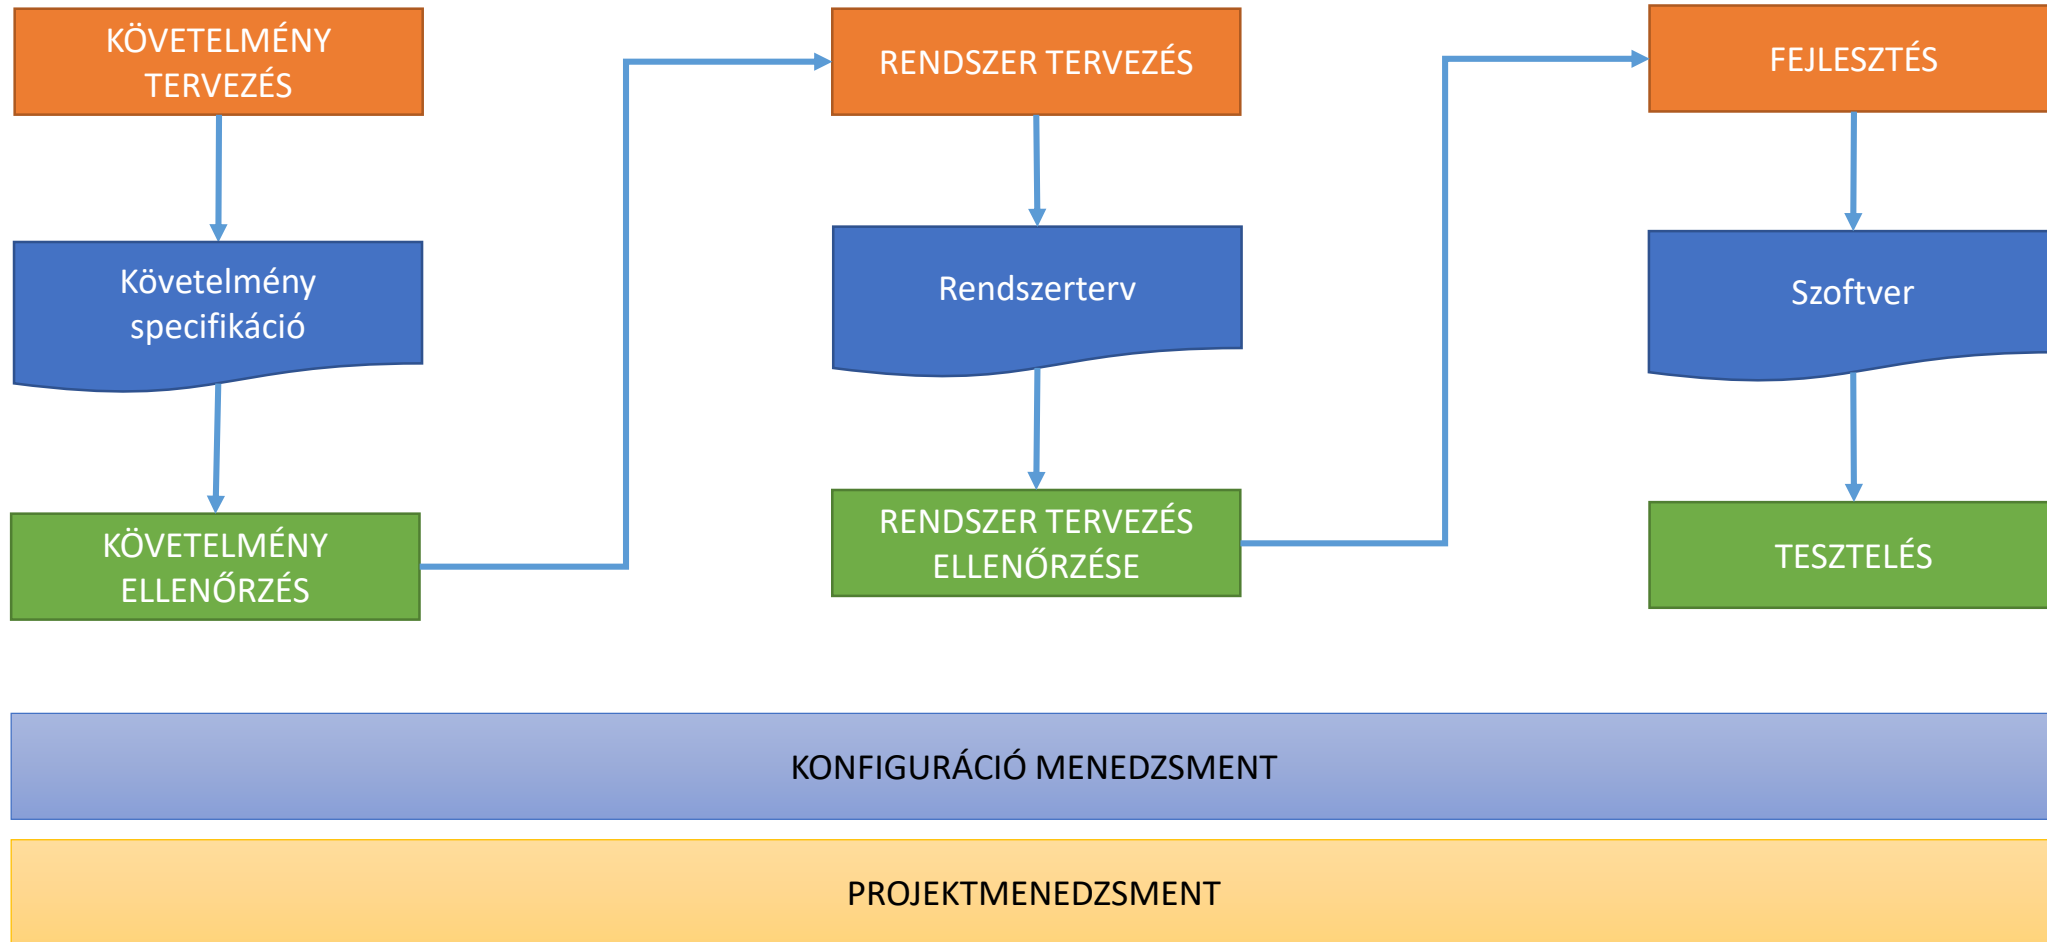 KÖVETELMÉNY
TERVEZÉS
Követelmény
specifikáció
KÖVETELMÉNY
ELLENŐRZÉS
RENDSZER TERVEZÉS
Rendszerterv
RENDSZER TERVEZÉS
ELLENŐRZÉSE
FEJLESZTÉS
Szoftver
TESZTELÉS
KONFIGURÁCIÓ MENEDZSMENT
PROJEKTMENEDZSMENT